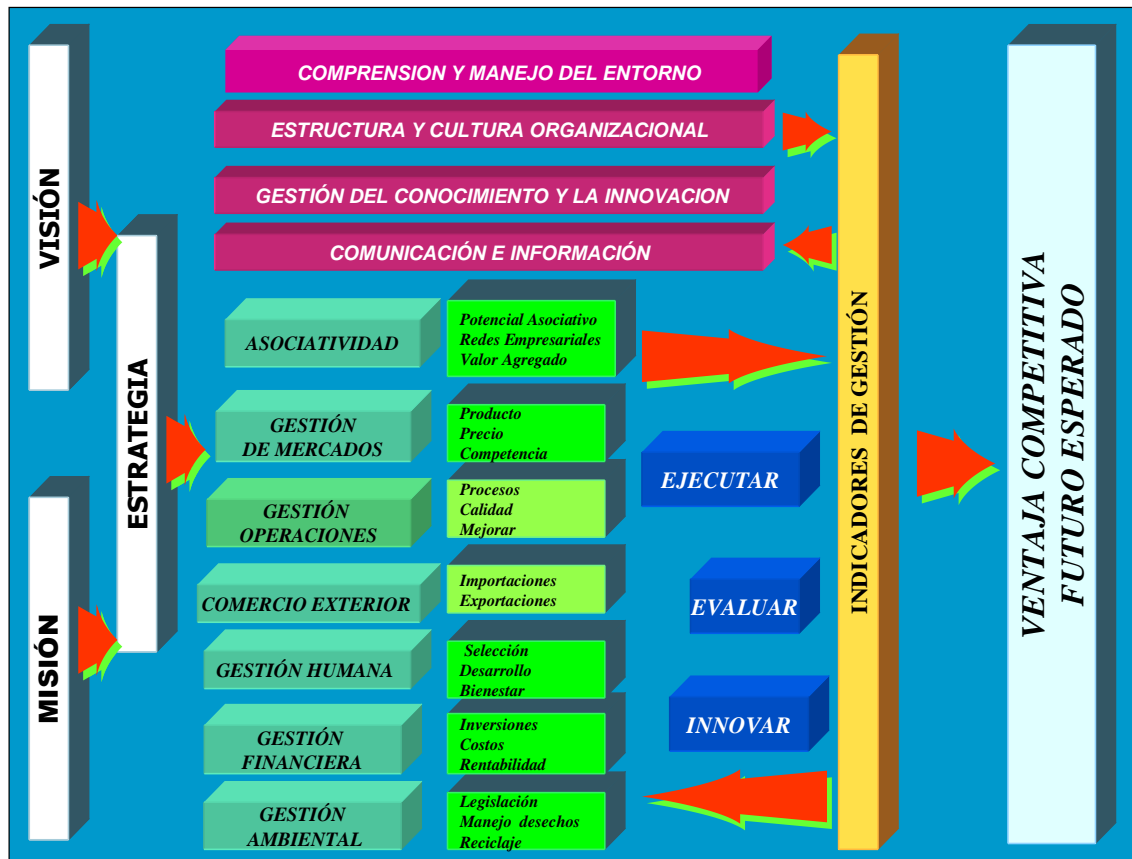 VISIÓN
MISIÓN
ESTRATEGIA
COMPRENSION Y MANEJO DEL ENTORNO
ESTRUCTURA Y CULTURA ORGANIZACIONAL
GESTIÓN DEL CONOCIMIENTO Y LA INNOVACION
COMUNICACIÓN E INFORMACIÓN
ASOCIATIVIDAD
Potencial Asociativo
Redes Empresariales
Valor Agregado
GESTIÓN
DE MERCADOS
Producto
Precio
Competencia
GESTIÓN
OPERACIONES
Procesos
Calidad
Mejorar
COMERCIO EXTERIOR
Importaciones
Exportaciones
GESTIÓN HUMANA
Selección
Desarrollo
Bienestar
GESTIÓN
FINANCIERA
Inversiones
Costos
Rentabilidad
GESTIÓN
AMBIENTAL
Legislación
Manejo desechos
Reciclaje
EJECUTAR
EVALUAR
INNOVAR
INDICADORES DE GESTIÓN
VENTAJA COMPETITIVA
FUTURO ESPERADO